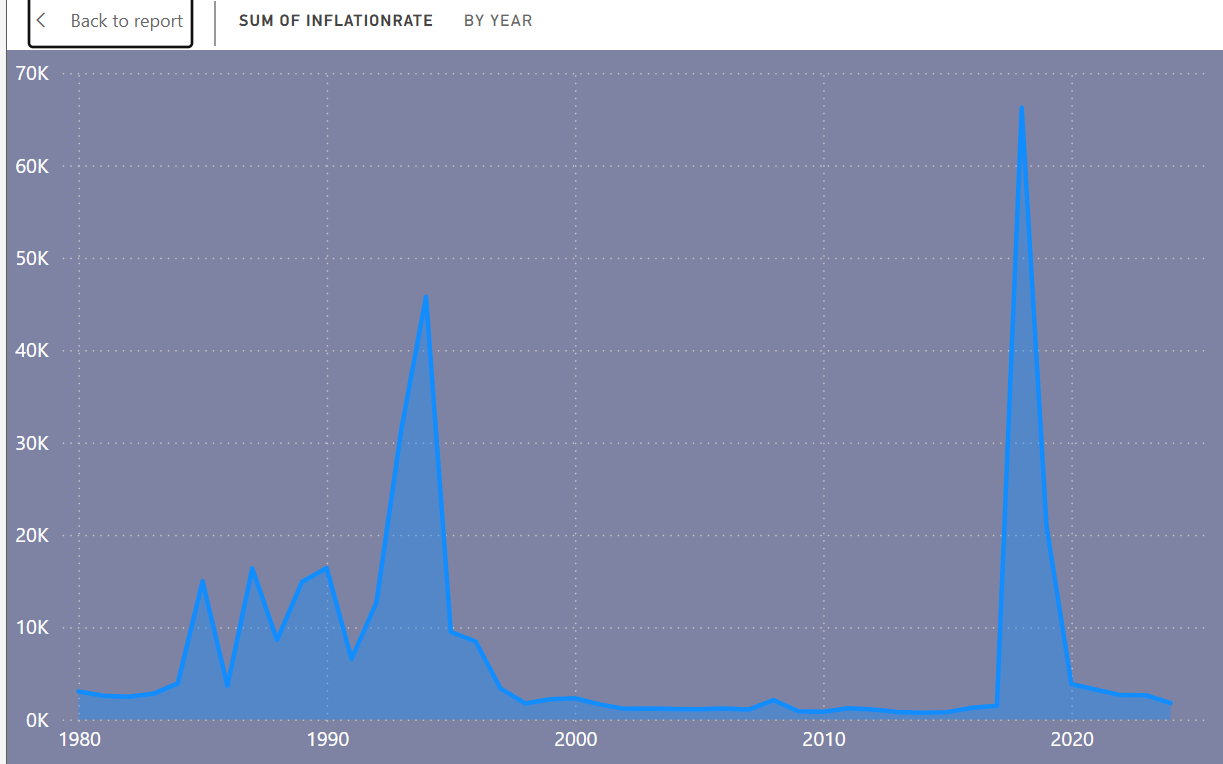 Back to report SUM OF INFLATIONRATE BY YEAR
70K
60K
50K
40K
30K
20K
10K
0K
1980 1990 2000 2010 2020